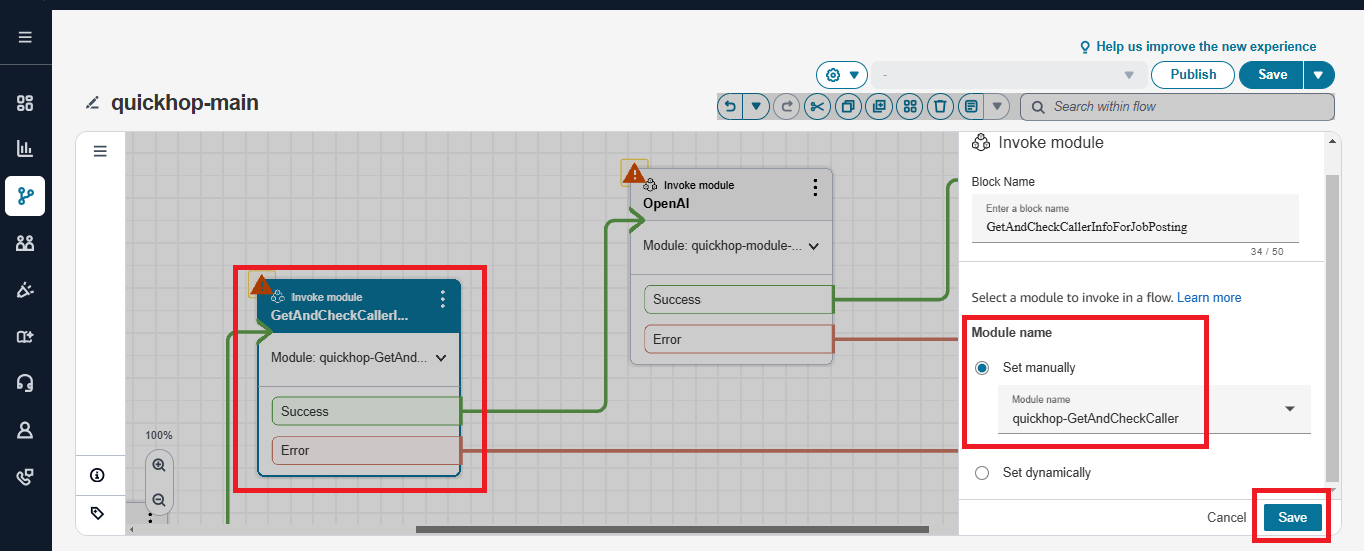 Help us improve the new experience
-
Publish
Save
quickhop-main
Search within flow
Invoke module
OpenAI
Module: quickhop-module-...
Success
Error
Invoke module
GetAndCheckCallerI...
Module: quickhop-GetAnd...
Success
Error
100%
Invoke module
Block Name
Enter a block name
GetAndCheckCallerInfoForJobPosting
34 / 50
Select a module to invoke in a flow. Learn more
Module name
Set manually
Module name
quickhop-GetAndCheckCaller
Set dynamically
Cancel
Save